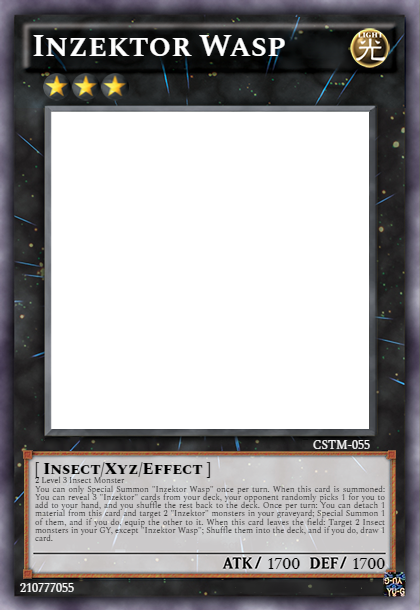 INZEKTOR WASP
LIGHT
光
CSTM-055
[ INSECT/XYZ/EFFECT ]
2 Level 3 Insect Monster
You can only Special Summon "Inzektor Wasp" once per turn. When this card is summoned:
You can reveal 3 "Inzektor" cards from your deck, your opponent randomly picks 1 for you to
add to your hand, and you shuffle the rest back to the deck. Once per turn: You can detach 1
material from this card and target 2 "Inzektor" monsters in your graveyard; Special Summon 1
of them, and if you do, equip the other to it. When this card leaves the field: Target 2 Insect
monsters in your GY, except Inzektor Wasp"; Shuffle them into the deck, and if you do, draw 1
card.
ATK/ 1700 DEF/ 1700
210777055